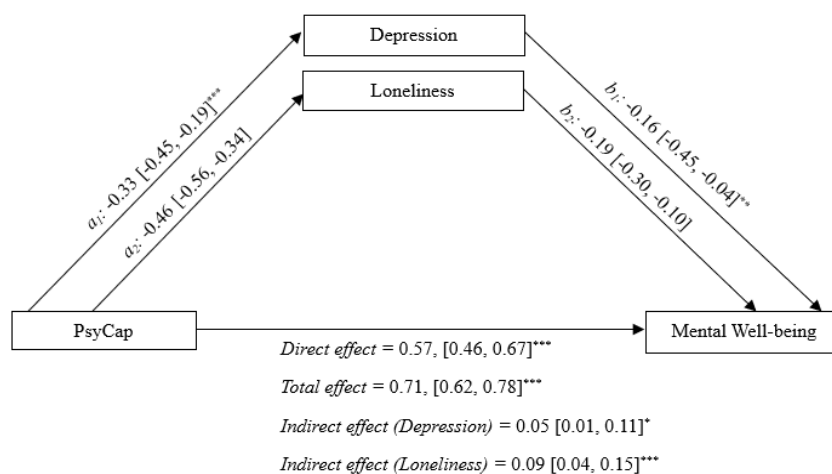 Depression
Loneliness
a₁: -0.33 [-0.45, -0.19]***
a₂: -0.46 [-0.56, -0.34]
b₁: -0.16 [-0.45, -0.04]**
b₂: -0.19 [-0.30, -0.10]
PsyCap
Mental Well-being
Direct effect = 0.57, [0.46, 0.67]***
Total effect = 0.71, [0.62, 0.78]***
Indirect effect (Depression) = 0.05 [0.01, 0.11]*
Indirect effect (Loneliness) = 0.09 [0.04, 0.15]***